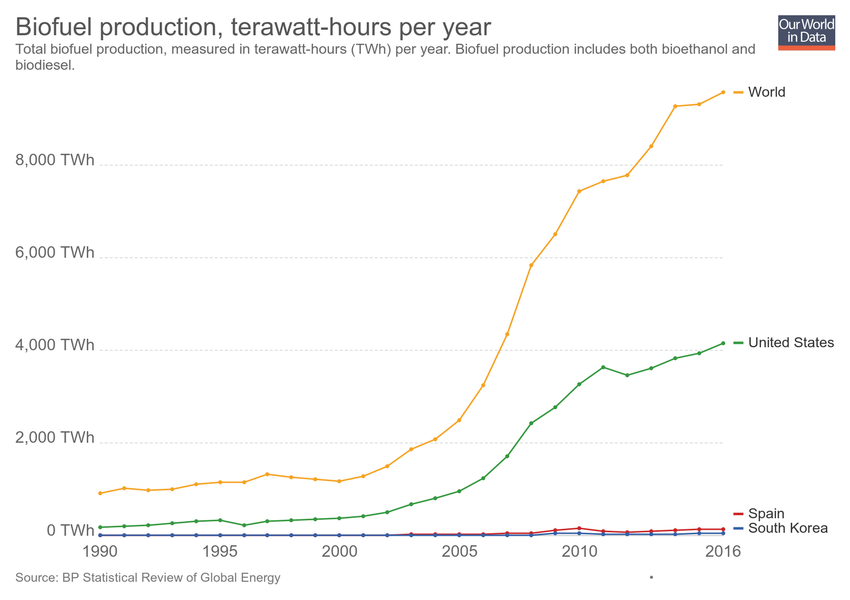 Biofuel production, terawatt-hours per year
Total biofuel production, measured in terawatt-hours (TWh) per year. Biofuel production includes both bioethanol and
biodiesel.
Our World
in Data
World
8,000 TWh
6,000 TWh
4,000 TWh
United States
2,000 TWh
Spain
South Korea
0 TWh
1990
1995
2000
2005
2010
2016
Source: BP Statistical Review of Global Energy